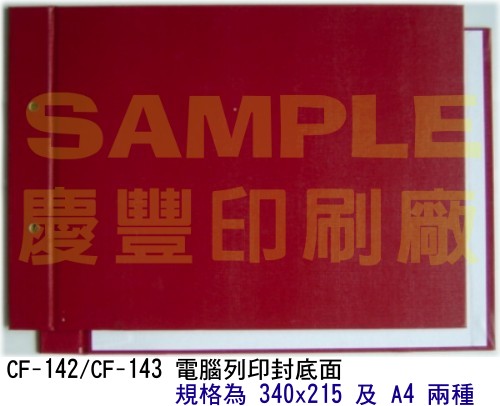 SAMPLE
慶豐印刷廠
CF-142/CF-143 電腦列印封底面
規格為 340x215 及 A4 兩種